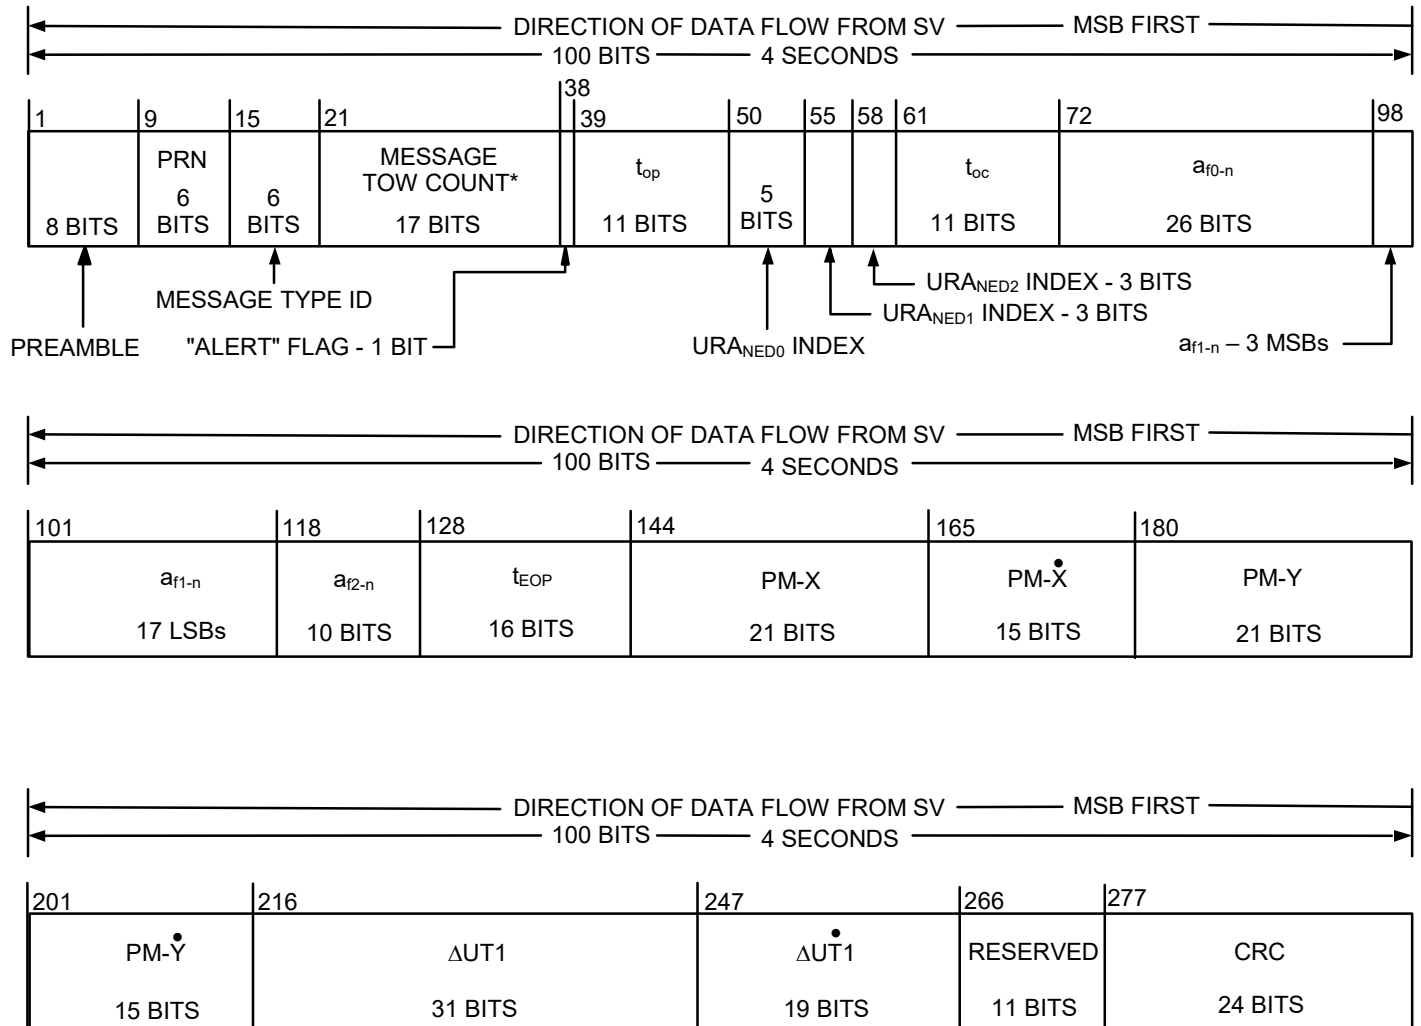 DIRECTION OF DATA FLOW FROM SV MSB FIRST
100 BITS 4 SECONDS
38
1 9 15 21 39 50 55 58 61 72 98
PRN MESSAGE
TOW COUNT*
t_op t_oc a_f0-n
6 6 5
8 BITS BITS BITS 17 BITS 11 BITS BITS 11 BITS 26 BITS
URA_NED2 INDEX - 3 BITS
MESSAGE TYPE ID
URA_NED1 INDEX - 3 BITS
PREAMBLE "ALERT" FLAG - 1 BIT URA_NED0 INDEX a_f1-n – 3 MSBs
DIRECTION OF DATA FLOW FROM SV MSB FIRST
100 BITS 4 SECONDS
101 118 128 144 165 180
a_f1-n a_f2-n t_EOP PM-X PM-Ẋ PM-Y
17 LSBs 10 BITS 16 BITS 21 BITS 15 BITS 21 BITS
DIRECTION OF DATA FLOW FROM SV MSB FIRST
100 BITS 4 SECONDS
201 216 247 266 277
PM-Ẏ ΔUT1 ΔUṪ1 RESERVED CRC
15 BITS 31 BITS 19 BITS 11 BITS 24 BITS